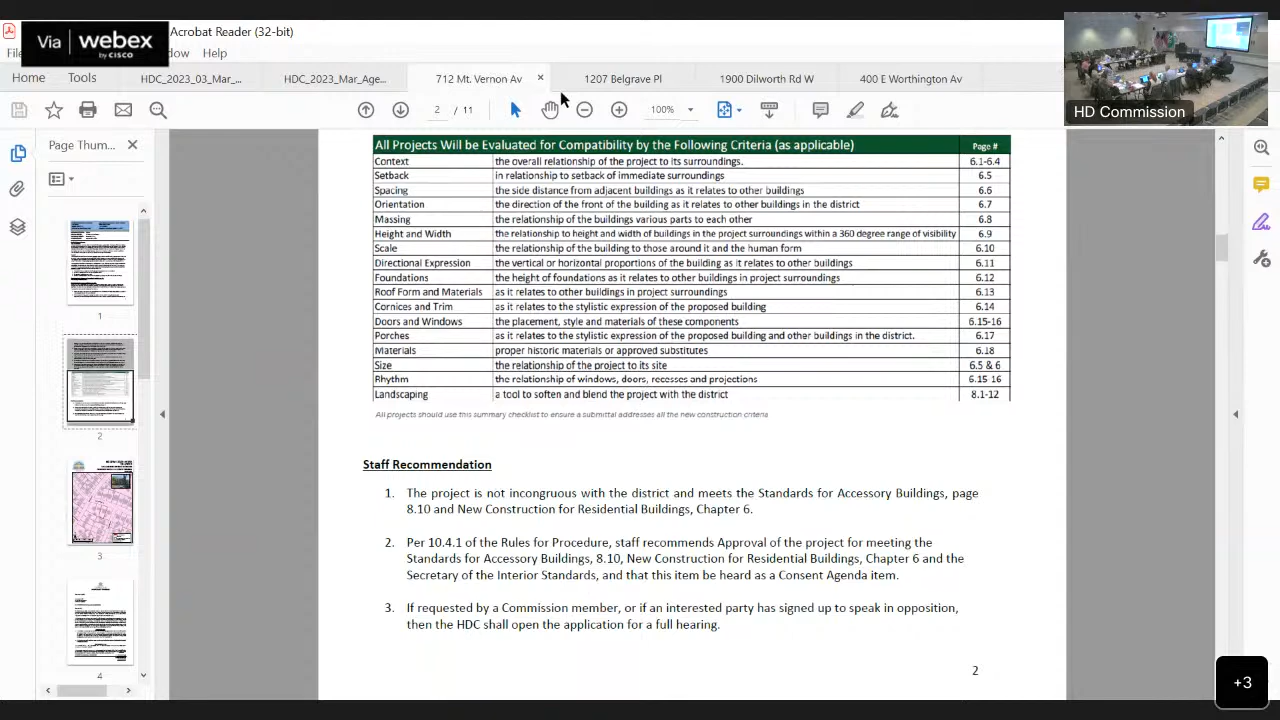 Via webex
by CISCO
Acrobat Reader (32-bit)
Help
Home
Tools
HDC_2023_03_Mar_...
HDC_2023_Mar_Age...
712 Mt. Vernon Av
1207 Belgrave Pl
1900 Dilworth Rd W
400 E Worthington Av
2 / 11
100%
HD Commission
Page Thum...
All Projects Will be Evaluated for Compatibility by the Following Criteria (as applicable) Page #
Context the overall relationship of the project to its surroundings. 6.1-6.4
Setback in relationship to setback of immediate surroundings 6.5
Spacing the side distance from adjacent buildings as it relates to other buildings 6.6
Orientation the direction of the front of the building as it relates to other buildings in the district 6.7
Massing the relationship of the buildings various parts to each other 6.8
Height and Width the relationship to height and width of buildings in the project surroundings within a 360 degree range of visibility 6.9
Scale the relationship of the building to those around it and the human form 6.10
Directional Expression the vertical or horizontal proportions of the building as it relates to other buildings 6.11
Foundations the height of foundations as it relates to other buildings in project surroundings 6.12
Roof Form and Materials as it relates to other buildings in project surroundings 6.13
Cornices and Trim as it relates to the stylistic expression of the proposed building 6.14
Doors and Windows the placement, style and materials of these components 6.15-16
Porches as it relates to the stylistic expression of the proposed building and other buildings in the district. 6.17
Materials proper historic materials or approved substitutes 6.18
Size the relationship of the project to its site 6.5 & 6
Rhythm the relationship of windows, doors, recesses and projections 6.15-16
Landscaping a tool to soften and blend the project with the district 8.1-12
All projects should use this summary checklist to ensure a submittal addresses all the new construction criteria
Staff Recommendation
1. The project is not incongruous with the district and meets the Standards for Accessory Buildings, page
8.10 and New Construction for Residential Buildings, Chapter 6.
2. Per 10.4.1 of the Rules for Procedure, staff recommends Approval of the project for meeting the
Standards for Accessory Buildings, 8.10, New Construction for Residential Buildings, Chapter 6 and the
Secretary of the Interior Standards, and that this item be heard as a Consent Agenda item.
3. If requested by a Commission member, or if an interested party has signed up to speak in opposition,
then the HDC shall open the application for a full hearing.
2
1
2
3
4
+3